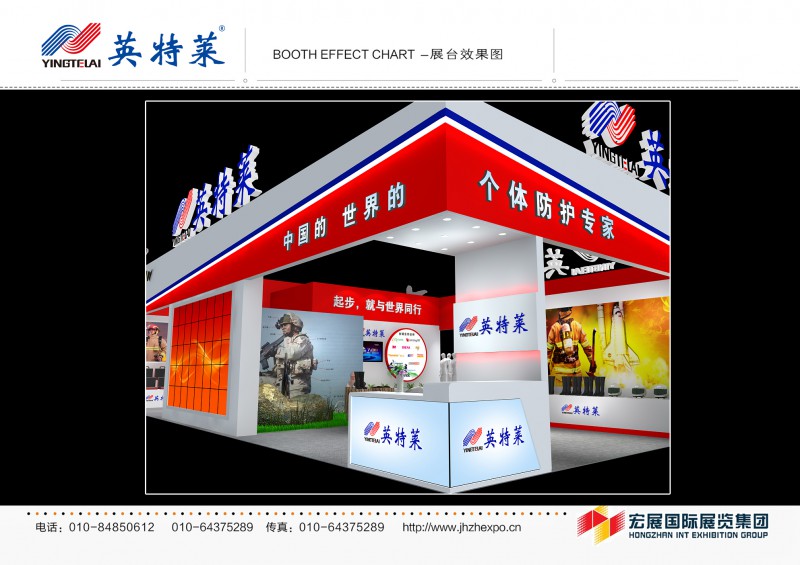 YINGTELAI 英特莱®
BOOTH EFFECT CHART –展台效果图
YINGTELAI 英特莱
YINGTELAI 英
中国的 世界的
个体防护专家
英
起步，就与世界同行
英特莱
YINGTELAI 英特莱
YINGTELAI 英特莱
YINGTELAI 英特莱
YINGTELAI 英特莱
电话：010-84850612 010-64375289 传真：010-64375289 http://www.jhzhexpo.cn
宏展国际展览集团
HONGZHAN INT EXHIBITION GROUP